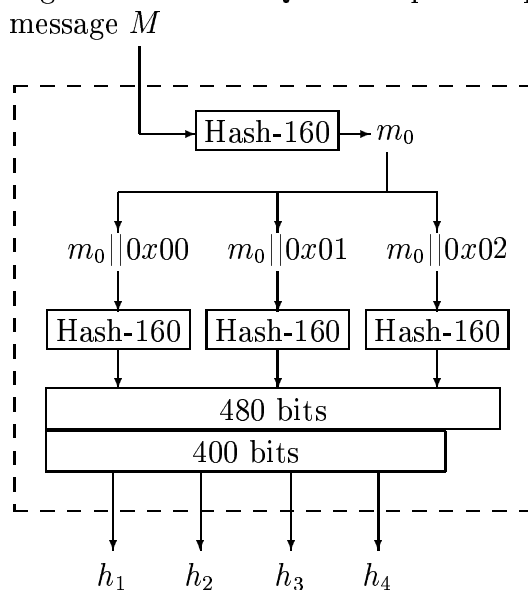 message M
Hash-160 m₀
m₀||0x00 m₀||0x01 m₀||0x02
Hash-160 Hash-160 Hash-160
480 bits
400 bits
h₁ h₂ h₃ h₄